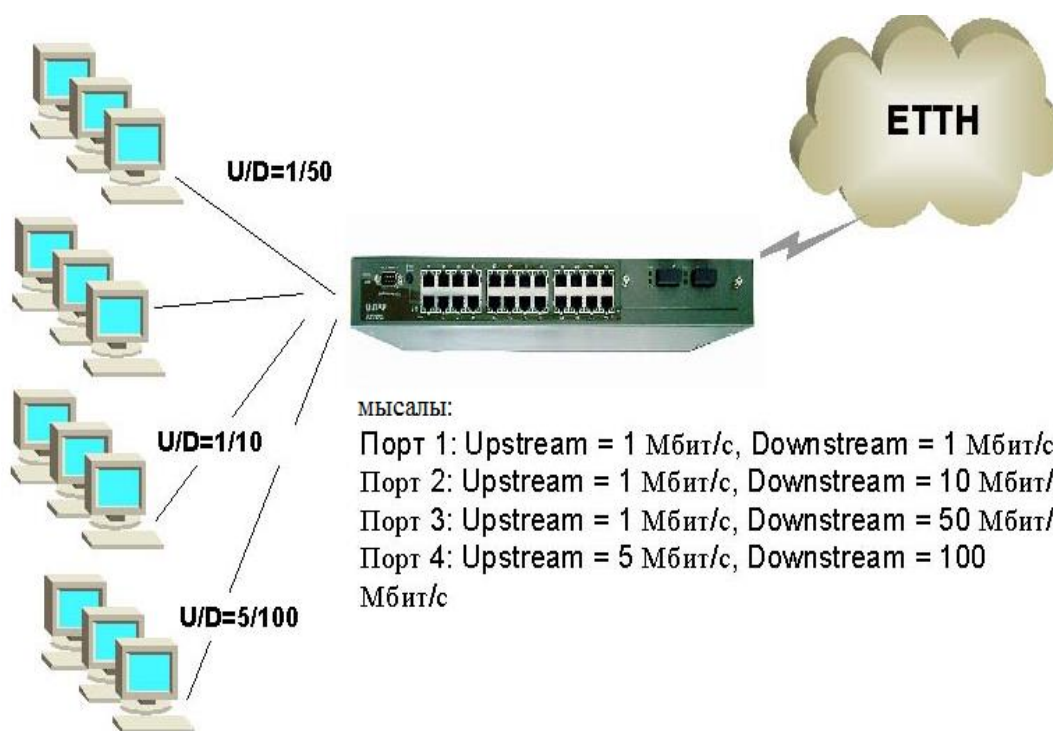 ETTH
U/D=1/50
U/D=1/10
U/D=5/100
мысалы:
Порт 1: Upstream = 1 Мбит/с, Downstream = 1 Мбит/с
Порт 2: Upstream = 1 Мбит/с, Downstream = 10 Мбит/
Порт 3: Upstream = 1 Мбит/с, Downstream = 50 Мбит/
Порт 4: Upstream = 5 Мбит/с, Downstream = 100
Мбит/с